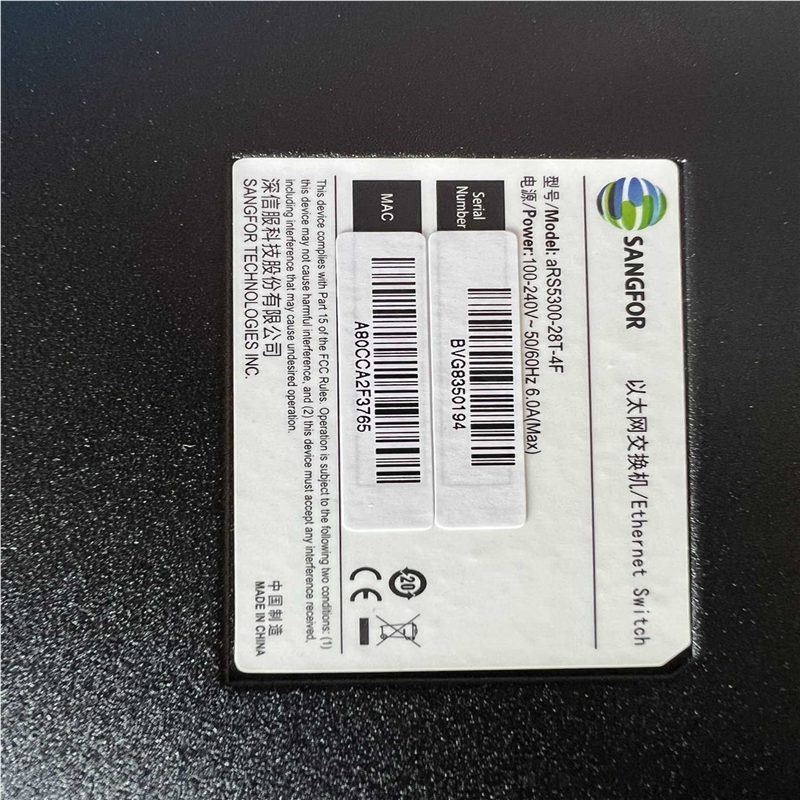 SANGFOR
以太网交换机/Ethernet Switch
型号/Model: aRS5300-28T-4F
电源/Power:100-240V~ 50/60Hz 6.0A(Max)
Serial
Number
BVG8350194
MAC
A80CCA2F3765
20
CE
This device complies with Part 15 of the FCC Rules. Operation is subject to the following two conditions: (1)
this device may not cause harmful interference, and (2) this device must accept any interference received,
including interference that may cause undesired operation.
深信服科技股份有限公司
SANGFOR TECHNOLOGIES INC.
中国制造
MADE IN CHINA